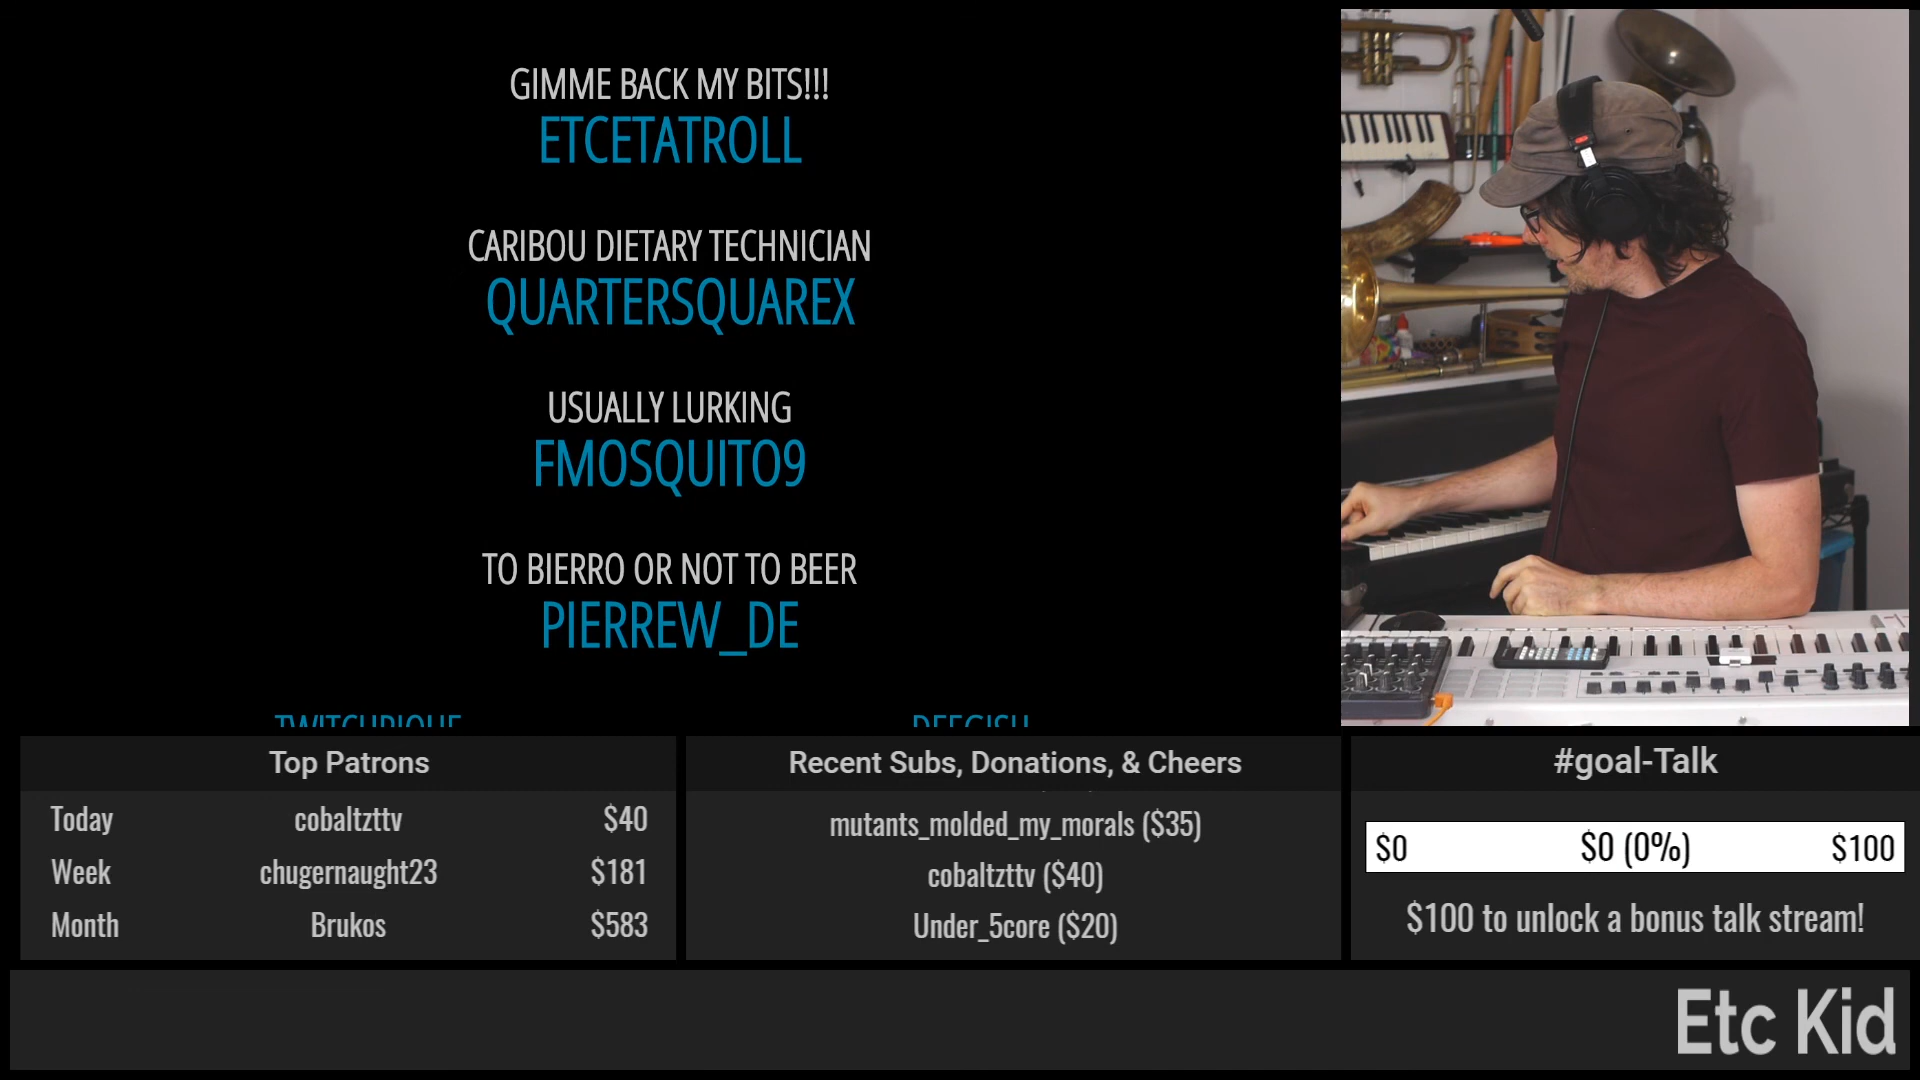 GIMME BACK MY BITS!!!
ETCETATROLL
CARIBOU DIETARY TECHNICIAN
QUARTERSQUAREX
USUALLY LURKING
FMOSQUITO9
TO BIERRO OR NOT TO BEER
PIERREW_DE
Top Patrons
Today cobaltzttv $40
Week chugernaught23 $181
Month Brukos $583
Recent Subs, Donations, & Cheers
mutants_molded_my_morals ($35)
cobaltzttv ($40)
Under_5core ($20)
#goal-Talk
$0 $0 (0%) $100
$100 to unlock a bonus talk stream!
Etc Kid